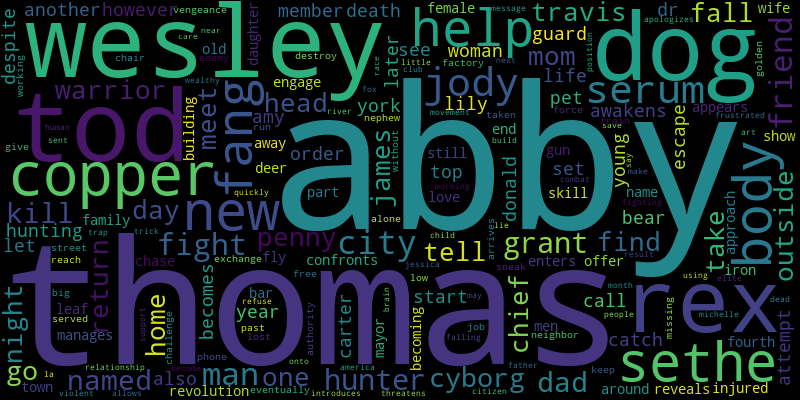 another however
member death
travis
fall
wife
dr
female
vengeance
message
apologizes
despite
working
wesley
help
guard
woman
dog
golden
friend
care near
old
enemy
chair
daughter
destroy
later
see
mom
life
jody
engage
little
club
factory
next
position
tod
warrior
building
meet
fang
head
amy
york
wealthy
fox
race
lily
pet
serum
awakens
appears
force
save
frustrated
art
show
human
sent
give
river
run
nephew
movement
taken
end
build
train
escape
copper
away
order
deer
james
without
still
top
love
morning
donald
gun
set
skill
combat
young
say
make
name
fighting
abby
kill
day
new
part
alone
hunting
family
let
street
trap
trick
fight
penny
city
tell
grant
find
bear
take
approach
body
outside
lie
child
arrives
result
reach
return
chase
exchange
fly
confronts
jessica
sneak
enters
offer
iron
using
elite
night
big
leaf
served
manages
home
challenge
becomes
free
bar
year
past
lost
refuse
authority
carter
mayor
brain
becoming
low
start
may
job
falling
chief
men
neighbor
call
month
people
catch
missing
michelle
fourth
dead
attempt
thomas
rex
sethe
go
la
town
relationship
named
also
violent
support
allows
man
one
phone
become
revolution
eventually
onto
hunter
america
introduces
cyborg
threatens
father
citizen
dad
keep
around
reveals
injured
quickly